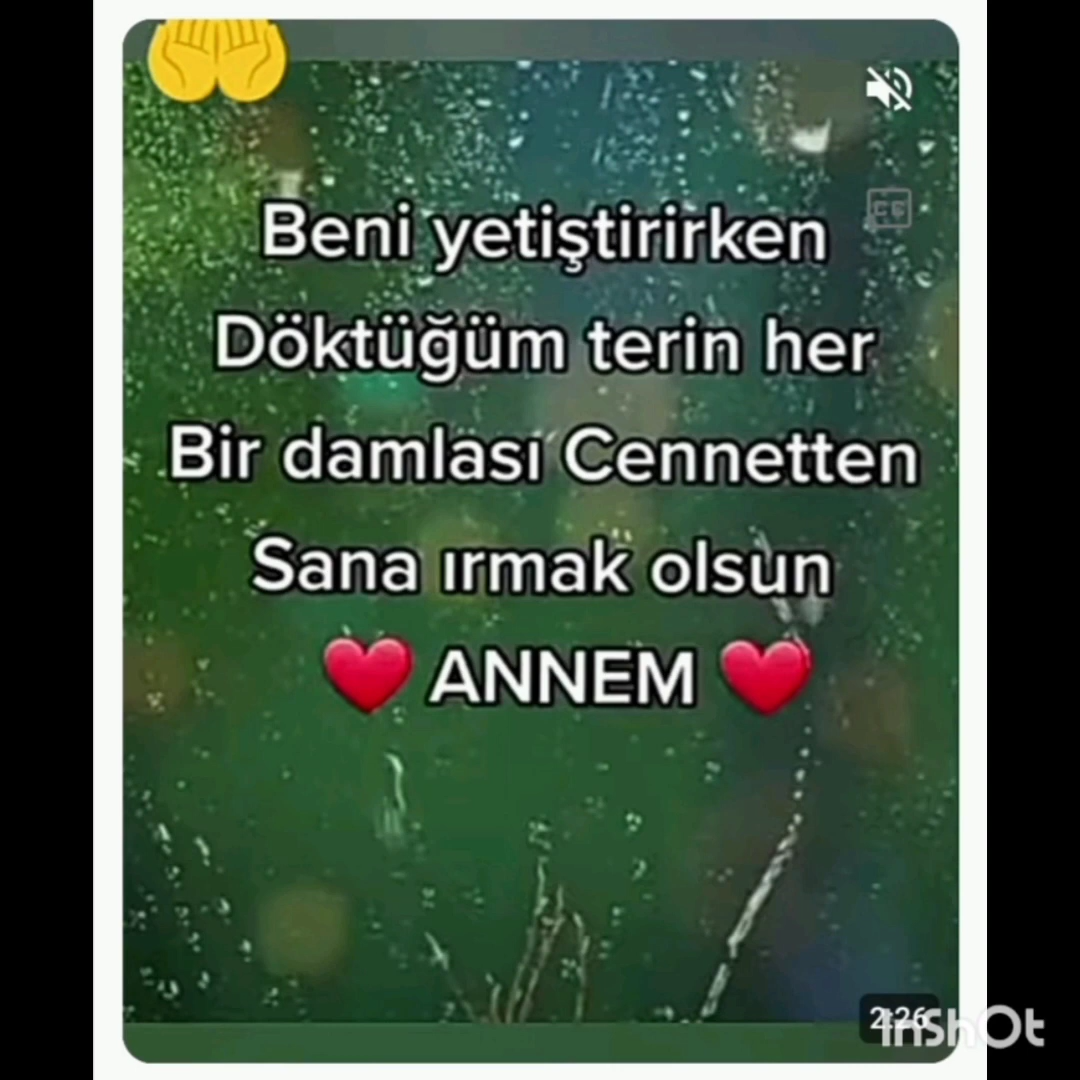 Beni yetiştirirken
Döktüğüm terin her
Bir damlası Cennetten
Sana ırmak olsun
ANNEM
2:26
InShOt